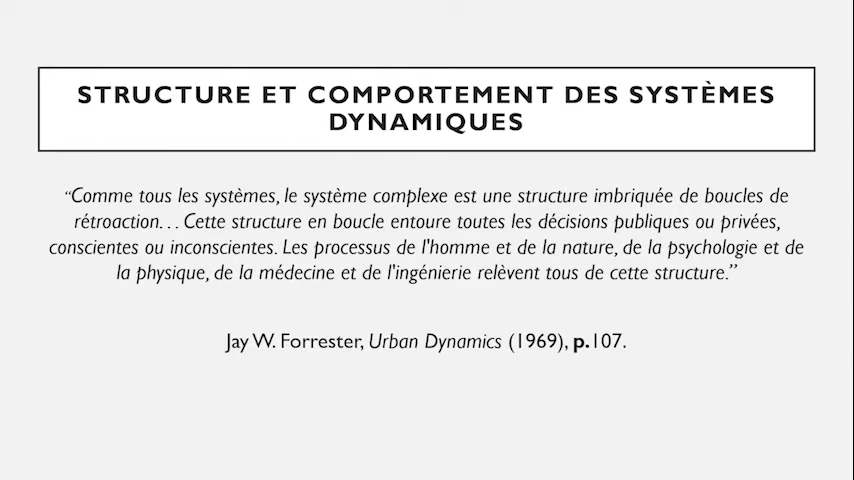 STRUCTURE ET COMPORTEMENT DES SYSTÈMES
DYNAMIQUES
“Comme tous les systèmes, le système complexe est une structure imbriquée de boucles de
rétroaction... Cette structure en boucle entoure toutes les décisions publiques ou privées,
conscientes ou inconscientes. Les processus de l'homme et de la nature, de la psychologie et de
la physique, de la médecine et de l'ingénierie relèvent tous de cette structure.”
Jay W. Forrester, Urban Dynamics (1969), p.107.